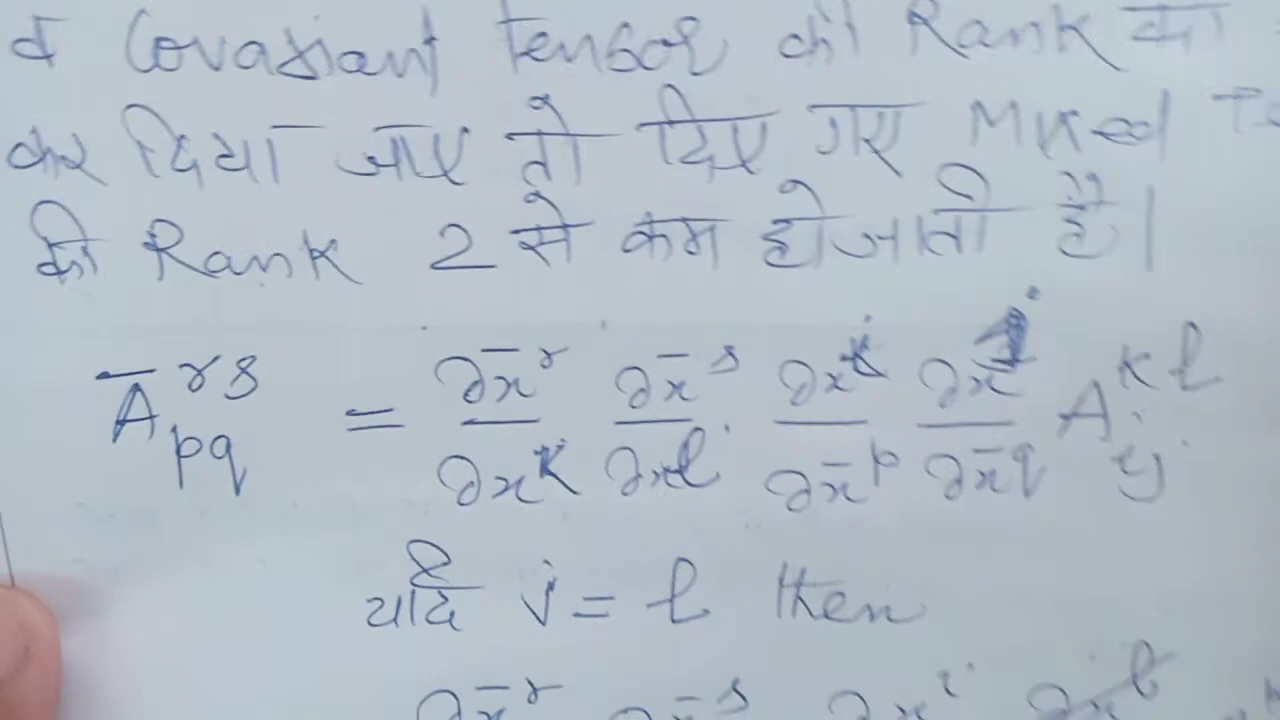 व Covariant Tensor की Rank का
कर दिया जाए तो दिए गए Mixed
की Rank 2 से कम हो जाती है।
Ā^{rs}_{pq} = ∂x̄^r/∂x^k ∂x̄^s/∂x^l ∂x^i/∂x̄^p ∂x^j/∂x̄^q A^{kl}_{ij}
यदि j = l then
∂x̄^r ∂x̄^s ∂x^i ∂x^l